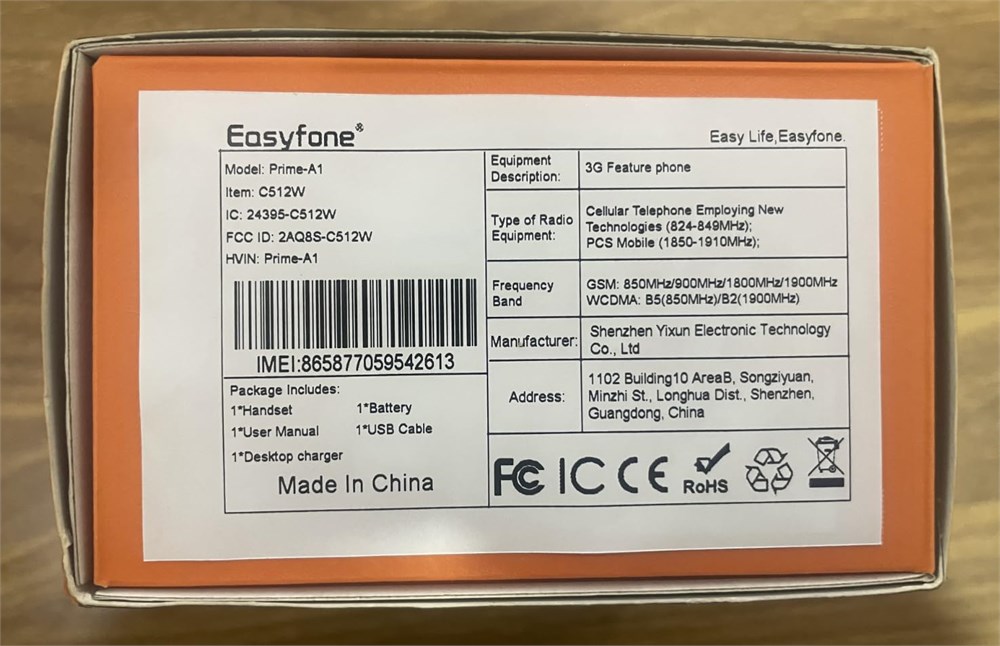 Easyfone®
Easy Life,Easyfone.
Model: Prime-A1
Item: C512W
IC: 24395-C512W
FCC ID: 2AQ8S-C512W
HVIN: Prime-A1
IMEI:865877059542613
Package Includes:
1*Handset 1*Battery
1*User Manual 1*USB Cable
1*Desktop charger
Made In China
Equipment
Description:
3G Feature phone
Type of Radio
Equipment:
Cellular Telephone Employing New
Technologies (824-849MHz);
PCS Mobile (1850-1910MHz);
Frequency
Band
GSM: 850MHz/900MHz/1800MHz/1900MHz
WCDMA: B5(850MHz)/B2(1900MHz)
Manufacturer:
Shenzhen Yixun Electronic Technology
Co., Ltd
Address:
1102 Building10 AreaB, Songziyuan,
Minzhi St., Longhua Dist., Shenzhen,
Guangdong, China
FC IC CE RoHS